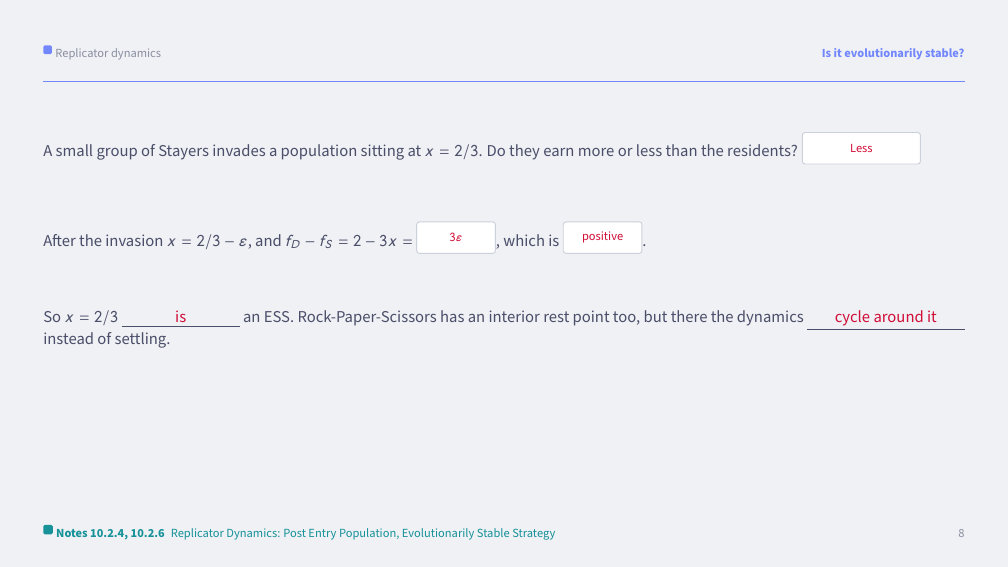 Replicator dynamics
Is it evolutionarily stable?
A small group of Stayers invades a population sitting at x = 2/3. Do they earn more or less than the residents? Less
After the invasion x = 2/3 − ε, and f_D − f_S = 2 − 3x = 3ε, which is positive.
So x = 2/3 is an ESS. Rock-Paper-Scissors has an interior rest point too, but there the dynamics cycle around it
instead of settling.
Notes 10.2.4, 10.2.6 Replicator Dynamics: Post Entry Population, Evolutionarily Stable Strategy
8